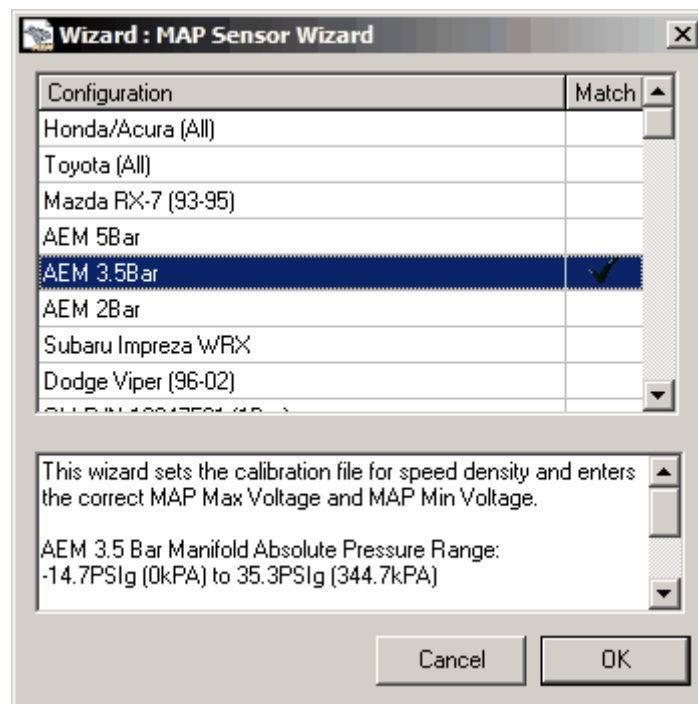 Wizard : MAP Sensor Wizard
Configuration Match
Honda/Acura (All)
Toyota (All)
Mazda RX-7 (93-95)
AEM 5Bar
AEM 3.5Bar
AEM 2Bar
Subaru Impreza WRX
Dodge Viper (96-02)
This wizard sets the calibration file for speed density and enters
the correct MAP Max Voltage and MAP Min Voltage.
AEM 3.5 Bar Manifold Absolute Pressure Range:
-14.7PSIg (0kPA) to 35.3PSIg (344.7kPA)
Cancel OK